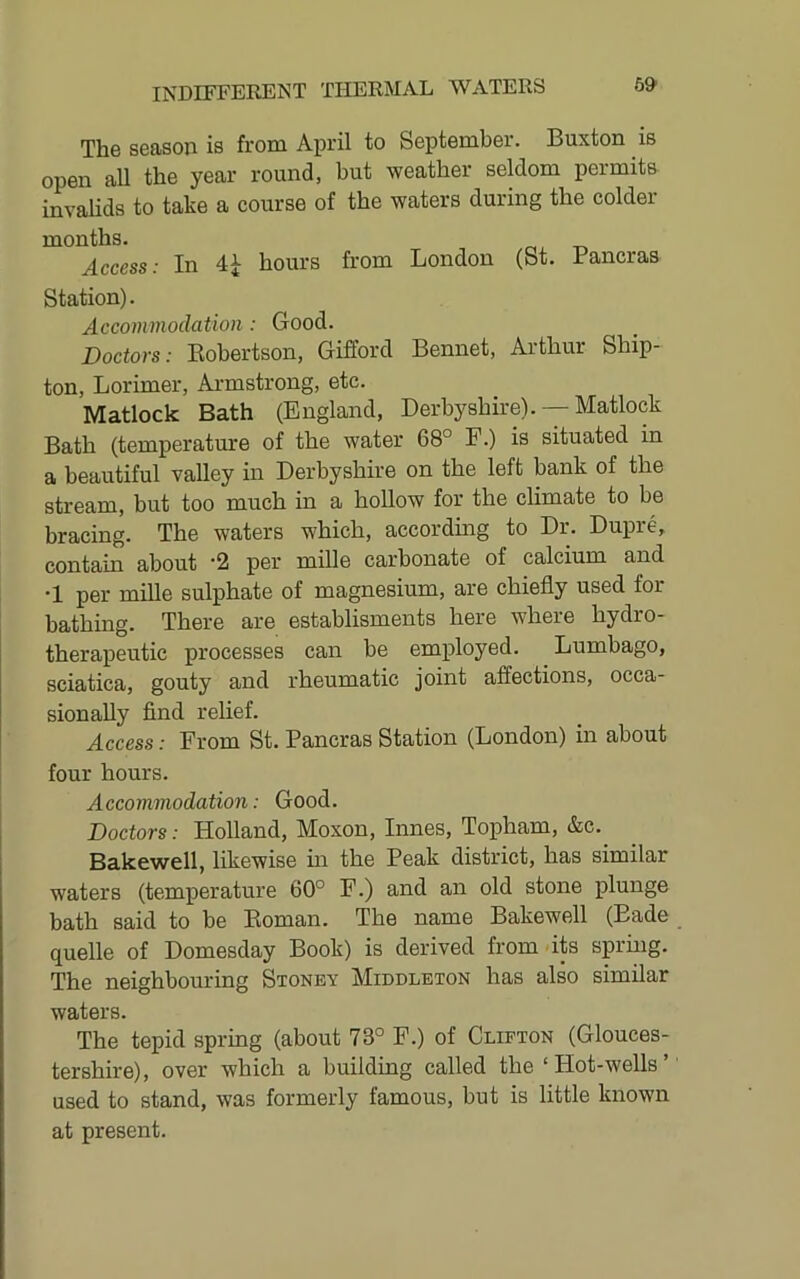 INDIFFERENT THERMAL WATERS 59
The season is from April to September. Buxton is
open all the year round, but weather seldom permits
invalids to take a course of the waters during the colder
months.
Access: In 4¼ hours from London (St. Pancras
Station).
Accommodation: Good.
Doctors: Robertson, Gifford Bennet, Arthur Ship-
ton, Lorimer, Armstrong, etc.
Matlock Bath (England, Derbyshire).—Matlock
Bath (temperature of the water 68° F.) is situated in
a beautiful valley in Derbyshire on the left bank of the
stream, but too much in a hollow for the climate to be
bracing. The waters which, according to Dr. Dupré,
contain about ·2 per mille carbonate of calcium and
·1 per mille sulphate of magnesium, are chiefly used for
bathing. There are establisments here where hydro-
therapeutic processes can be employed. Lumbago,
sciatica, gouty and rheumatic joint affections, occa-
sionally find relief.
Access: From St. Pancras Station (London) in about
four hours.
Accommodation: Good.
Doctors: Holland, Moxon, Innes, Topham, &c.
Bakewell, likewise in the Peak district, has similar
waters (temperature 60° F.) and an old stone plunge
bath said to be Roman. The name Bakewell (Bade
quelle of Domesday Book) is derived from its spring.
The neighbouring Stoney Middleton has also similar
waters.
The tepid spring (about 73° F.) of Clifton (Glouces-
tershire), over which a building called the ‘Hot-wells’
used to stand, was formerly famous, but is little known
at present.